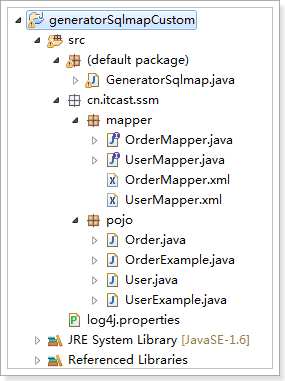 generatorSqlmapCustom
src
(default package)
GeneratorSqlmap.java
cn.itcast.ssm
mapper
OrderMapper.java
UserMapper.java
OrderMapper.xml
UserMapper.xml
pojo
Order.java
OrderExample.java
User.java
UserExample.java
log4j.properties
JRE System Library [JavaSE-1.6]
Referenced Libraries